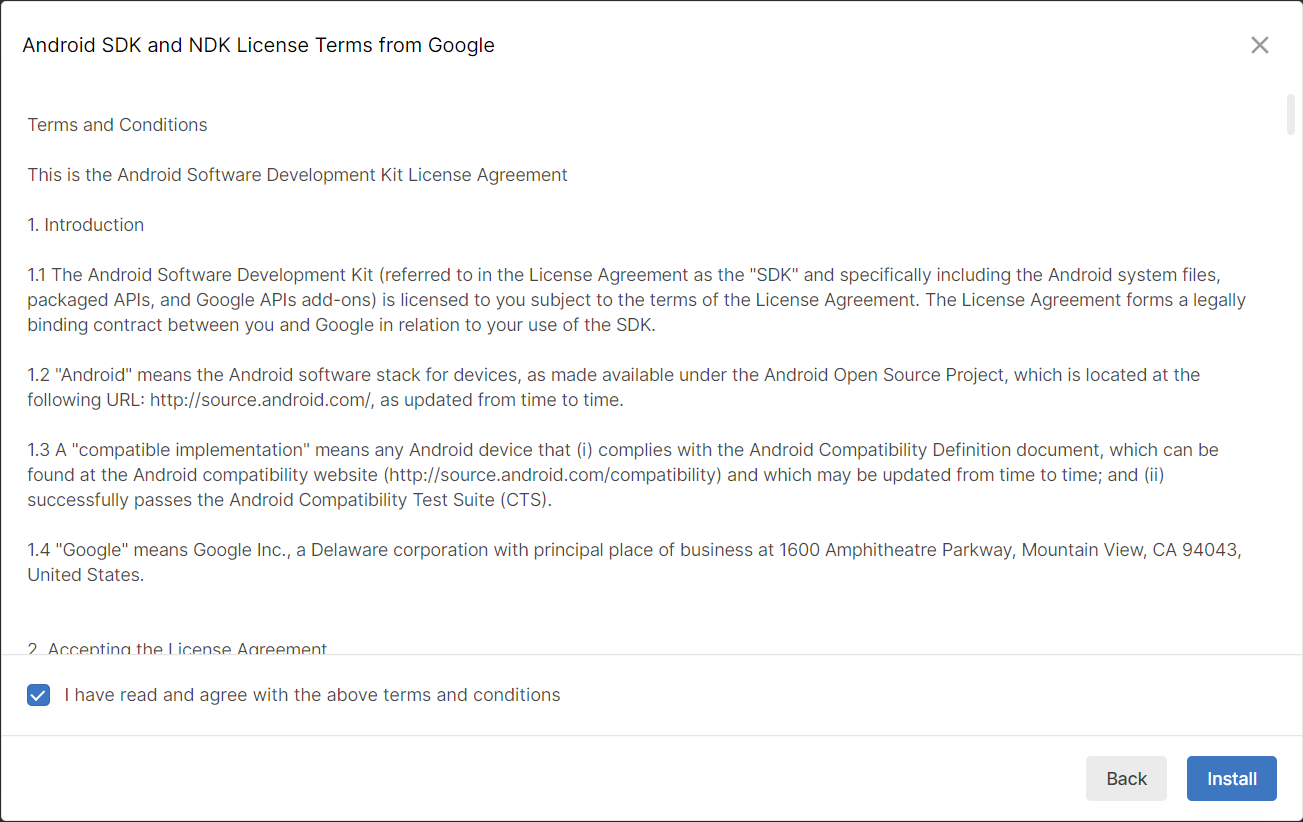 Android SDK and NDK License Terms from Google
Terms and Conditions
This is the Android Software Development Kit License Agreement
1. Introduction
1.1 The Android Software Development Kit (referred to in the License Agreement as the "SDK" and specifically including the Android system files,
packaged APIs, and Google APIs add-ons) is licensed to you subject to the terms of the License Agreement. The License Agreement forms a legally
binding contract between you and Google in relation to your use of the SDK.
1.2 "Android" means the Android software stack for devices, as made available under the Android Open Source Project, which is located at the
following URL: http://source.android.com/, as updated from time to time.
1.3 A "compatible implementation" means any Android device that (i) complies with the Android Compatibility Definition document, which can be
found at the Android compatibility website (http://source.android.com/compatibility) and which may be updated from time to time; and (ii)
successfully passes the Android Compatibility Test Suite (CTS).
1.4 "Google" means Google Inc., a Delaware corporation with principal place of business at 1600 Amphitheatre Parkway, Mountain View, CA 94043,
United States.
2. Accepting the License Agreement
I have read and agree with the above terms and conditions
Back
Install